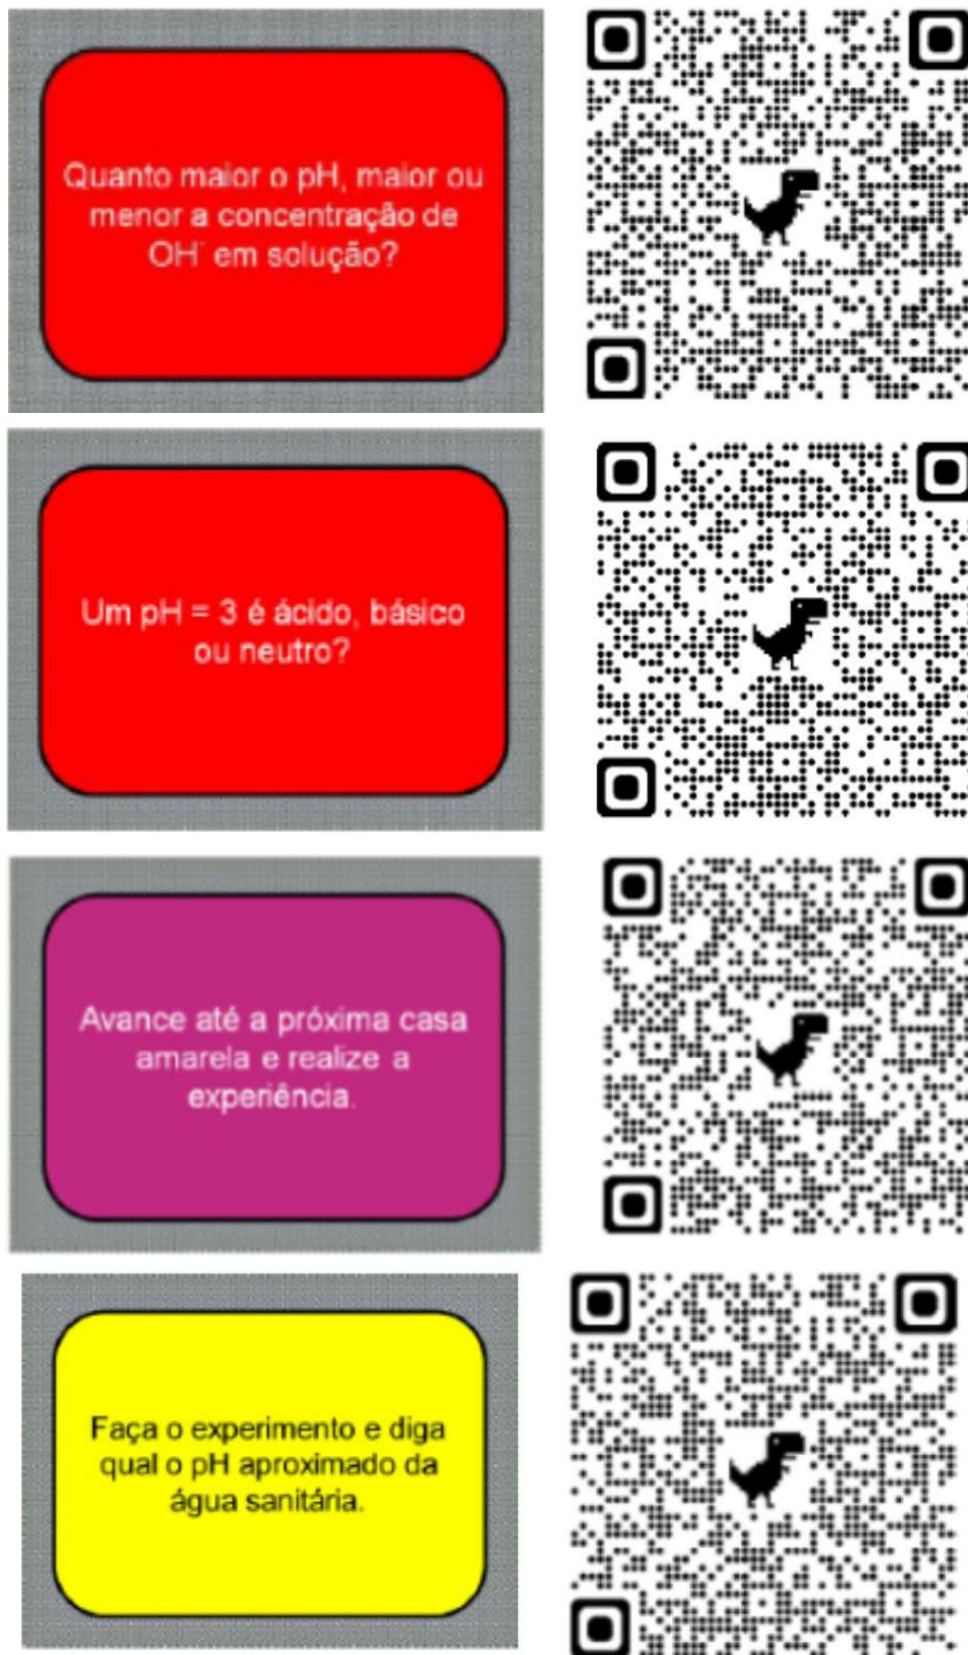 Quanto maior o pH, maior ou
menor a concentração de
OH⁻ em solução?
Um pH = 3 é ácido, básico
ou neutro?
Avance até a próxima casa
amarela e realize a
experiência.
Faça o experimento e diga
qual o pH aproximado da
água sanitária.